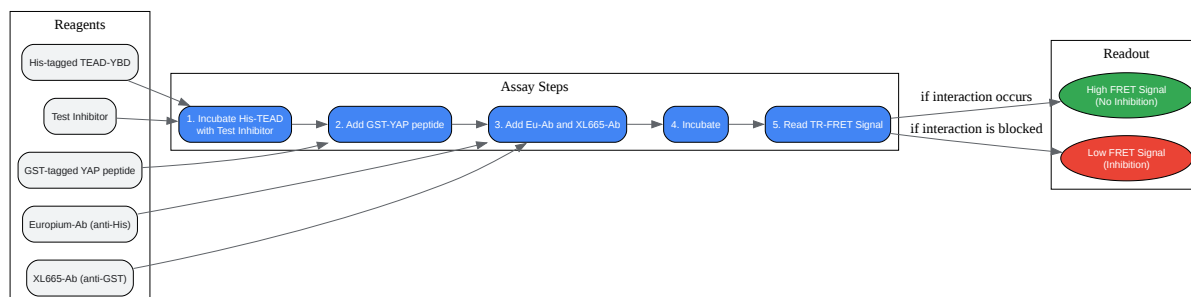 Reagents
His-tagged TEAD-YBD
Test Inhibitor
GST-tagged YAP peptide
Europium-Ab (anti-His)
XL665-Ab (anti-GST)
Assay Steps
1. Incubate His-TEAD
with Test Inhibitor
2. Add GST-YAP peptide
3. Add Eu-Ab and XL665-Ab
4. Incubate
5. Read TR-FRET Signal
if interaction occurs
if interaction is blocked
Readout
High FRET Signal
(No Inhibition)
Low FRET Signal
(Inhibition)